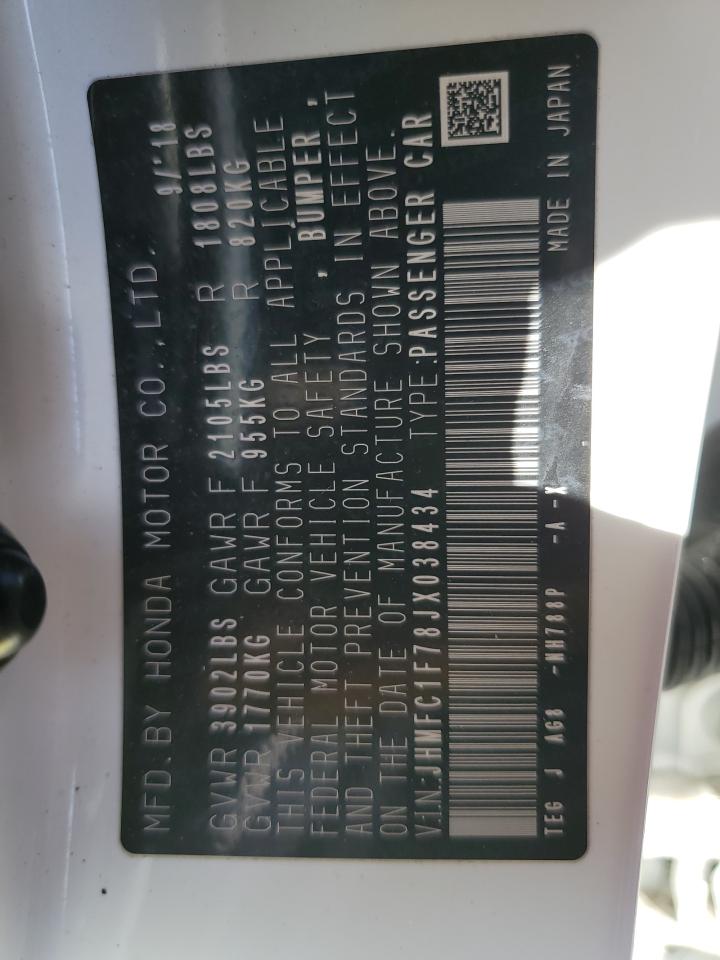 MFD. BY HONDA MOTOR CO., LTD. 9/'18
GVWR 3902LBS GAWR F 2105LBS R 1808LBS
GVWR 1770KG GAWR F 955KG R 820KG
THIS VEHICLE CONFORMS TO ALL APPLICABLE
FEDERAL MOTOR VEHICLE SAFETY , BUMPER ,
AND THEFT PREVENTION STANDARDS IN EFFECT
ON THE DATE OF MANUFACTURE SHOWN ABOVE.
V.I.N.:JHMFC1F78JX038434 TYPE:PASSENGER CAR
TEG J AGB -NH788P -A -X MADE IN JAPAN